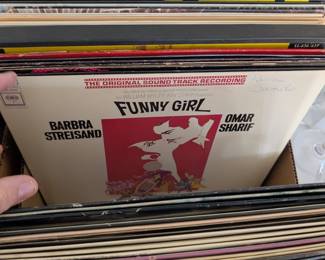 THE ORIGINAL SOUND TRACK RECORDING
FUNNY GIRL
BARBRA
STREISAND
OMAR
SHARIF